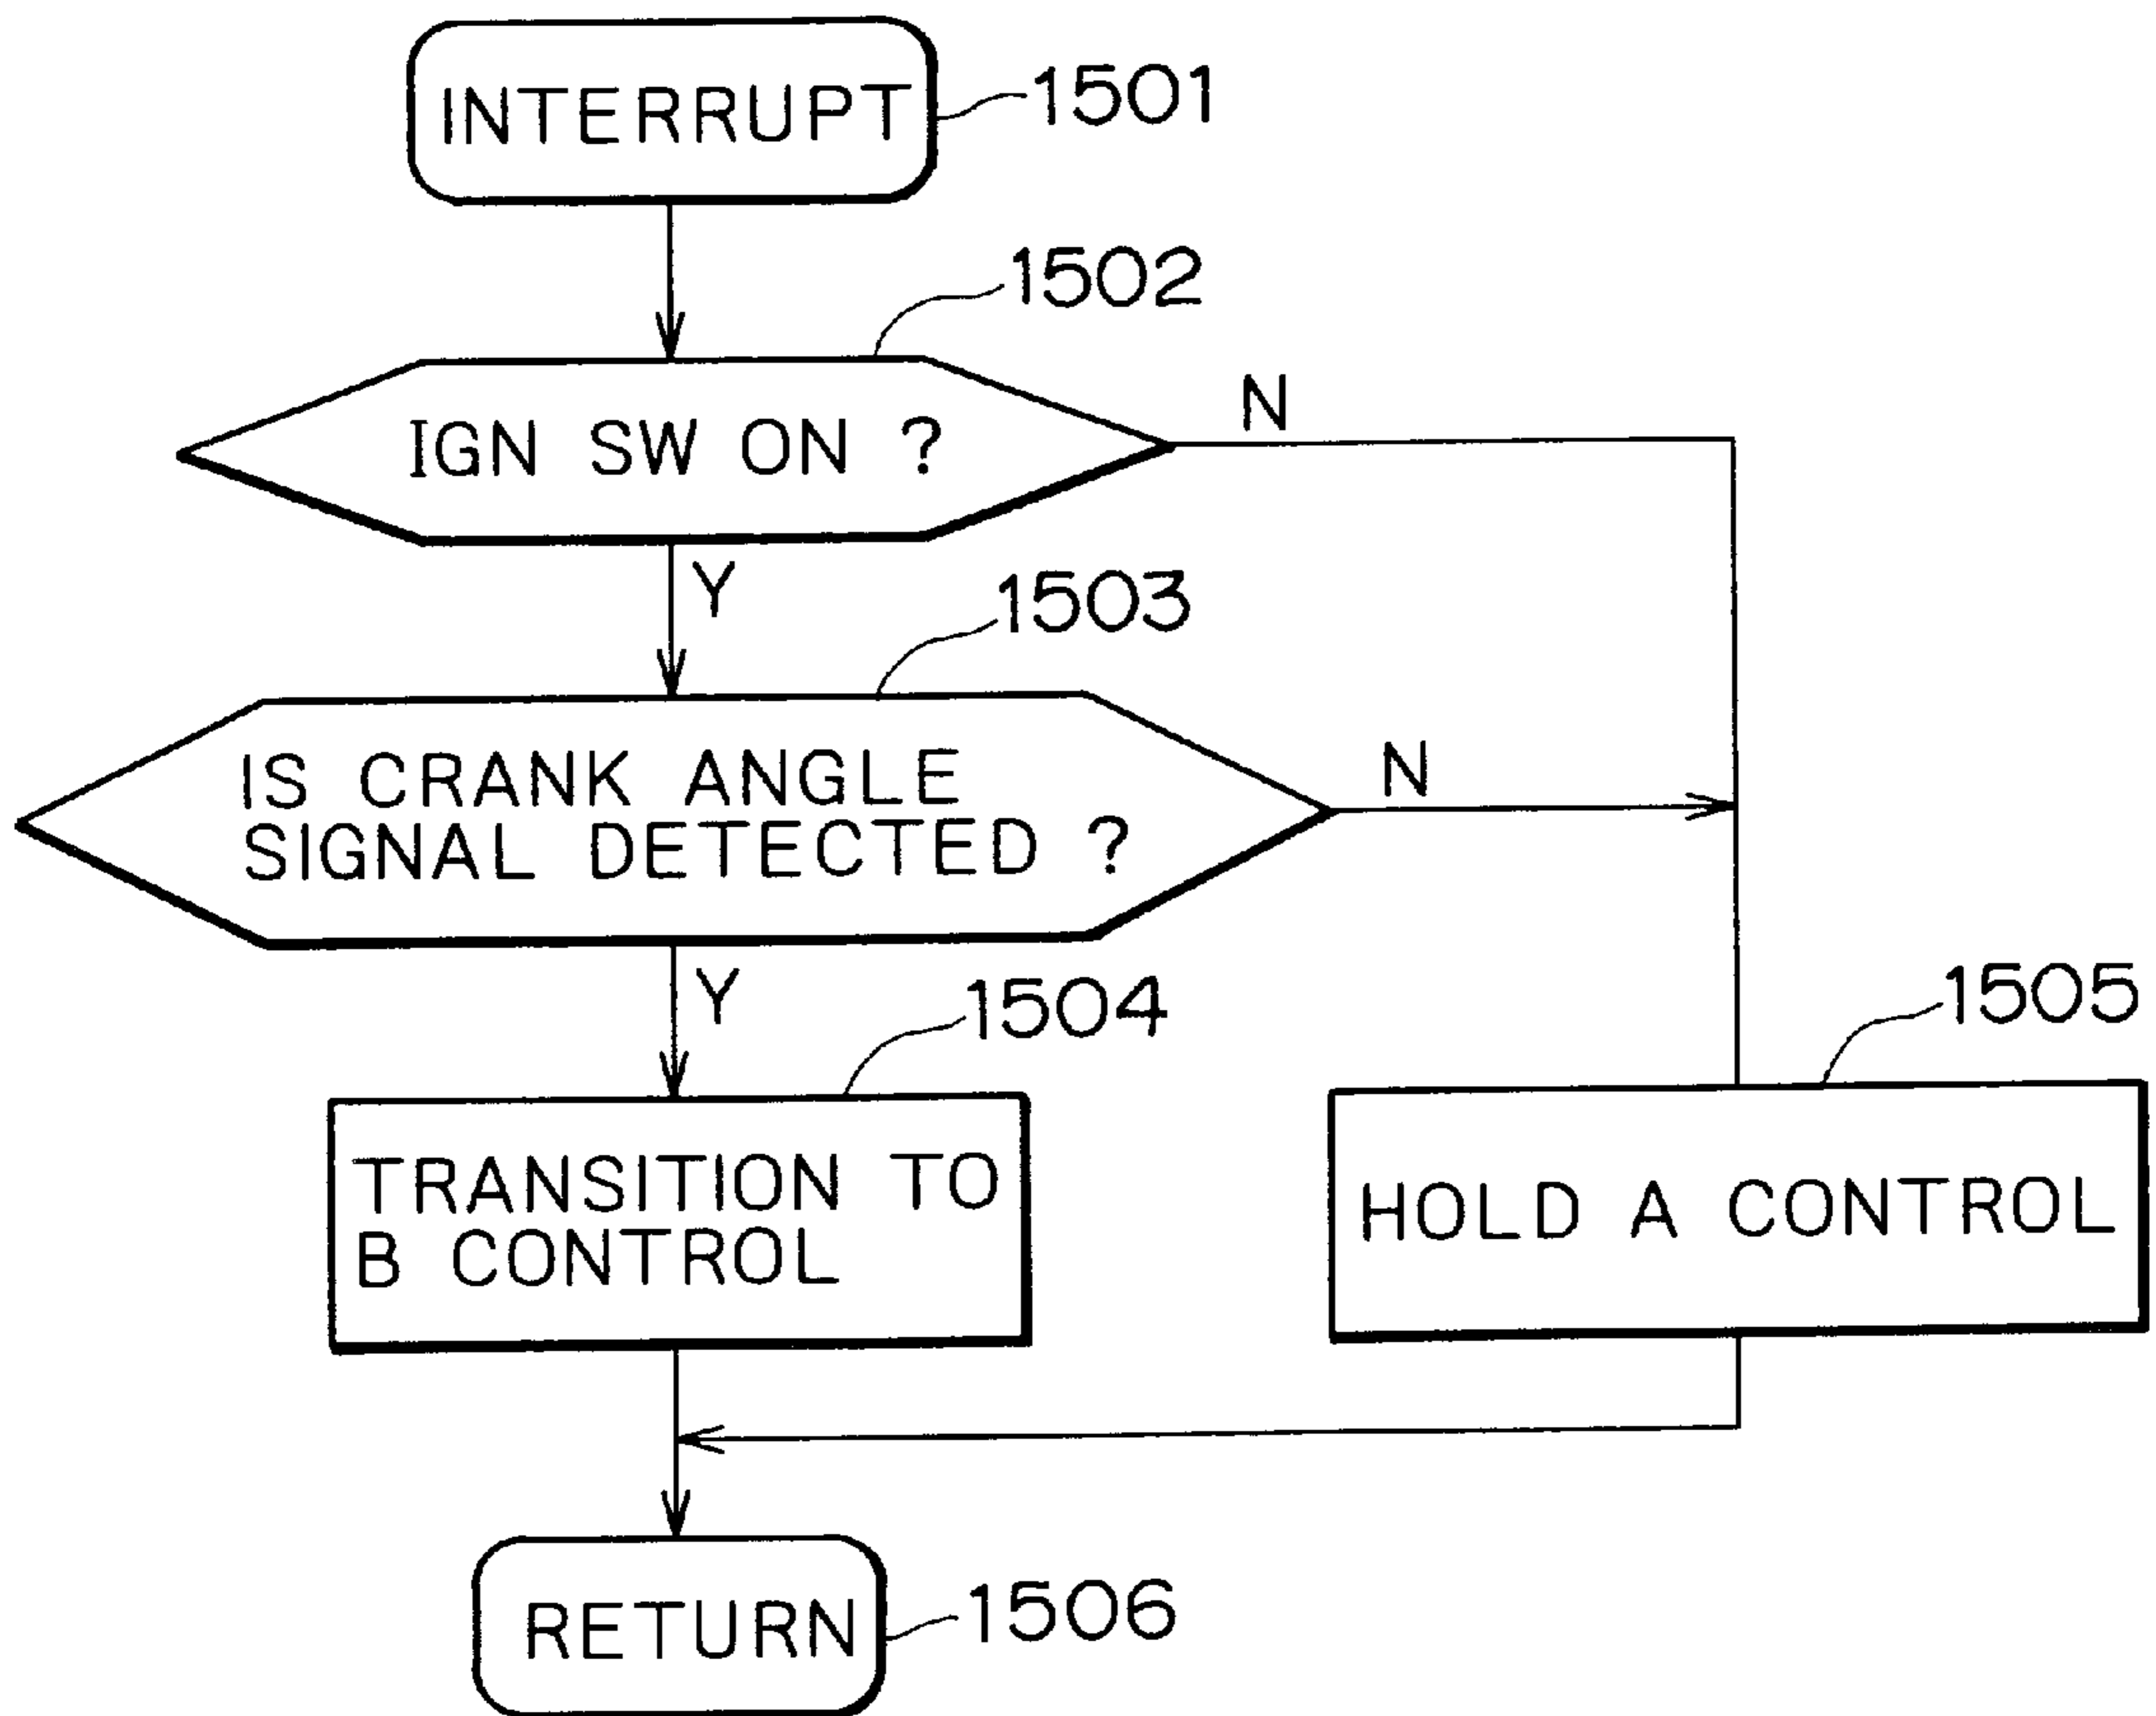 INTERRUPT
1501
1502
IGN SW ON ?
N
Y
1503
IS CRANK ANGLE
SIGNAL DETECTED ?
N
Y
1504
1505
TRANSITION TO
B CONTROL
HOLD A CONTROL
RETURN
1506